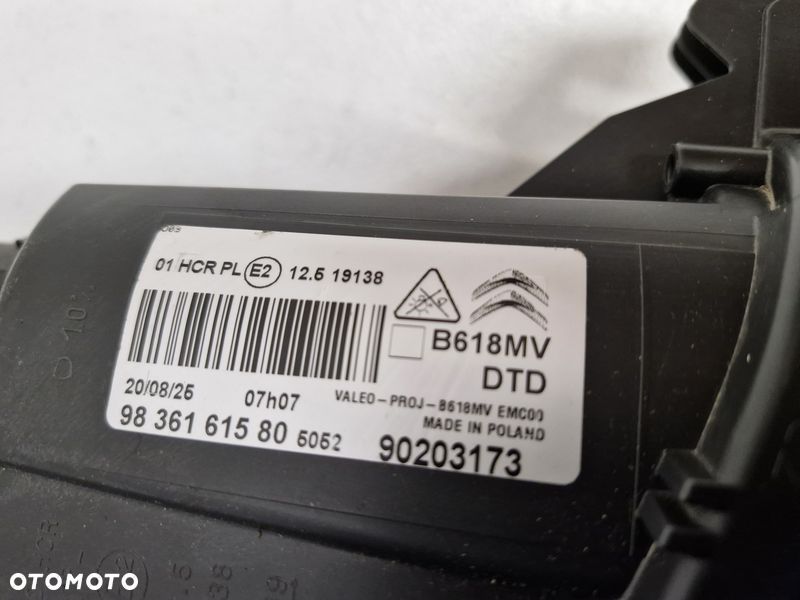 01 HCR PL E2 12.5 19138
B618MV
DTD
20/08/25 07h07
VALEO-PROJ-B618MV EMC00
MADE IN POLAND
98 361 615 80 5052 90203173
OTOMOTO